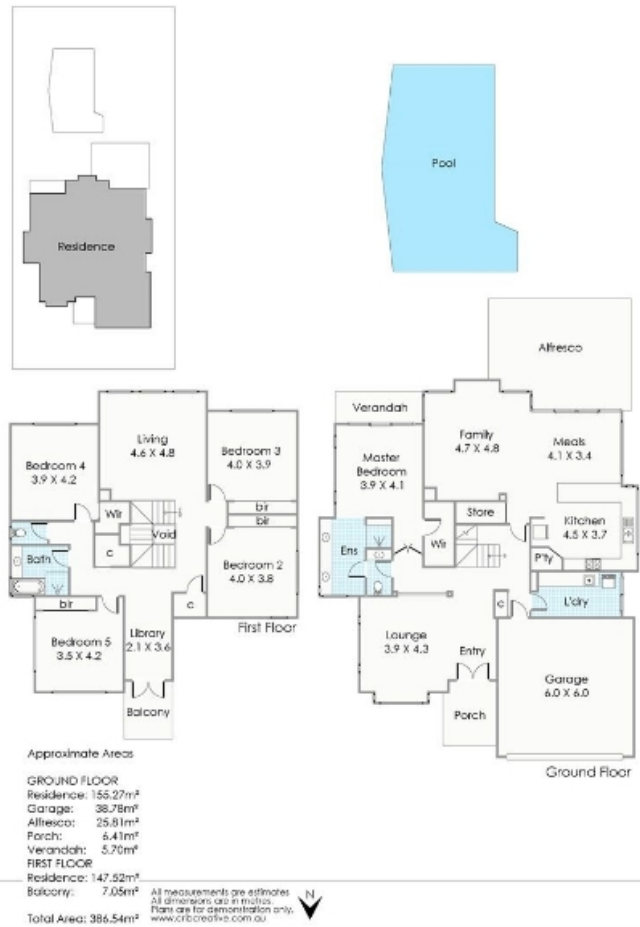 Residence
Pool
Alfresco
Verandah
Family
4.7 X 4.8
Meals
4.1 X 3.4
Master
Bedroom
3.9 X 4.1
Store
Kitchen
4.5 X 3.7
Ens
Wir
P'ty
L'dry
c
Lounge
3.9 X 4.3
Entry
Garage
6.0 X 6.0
Porch
Ground Floor
Living
4.6 X 4.8
Bedroom 3
4.0 X 3.9
Bedroom 4
3.9 X 4.2
bir
bir
Wir
Void
Bath
c
Bedroom 2
4.0 X 3.8
bir
c
First Floor
Bedroom 5
3.5 X 4.2
Library
2.1 X 3.6
Balcony
Approximate Areas
GROUND FLOOR
Residence: 155.27m²
Garage: 38.78m²
Alfresco: 25.81m²
Porch: 6.41m²
Verandah: 5.70m²
FIRST FLOOR
Residence: 147.52m²
Balcony: 7.05m²
Total Area: 386.54m²
All measurements are estimates
All dimensions are in metres.
Plans are for demonstration only.
www.cribcreative.com.au
N